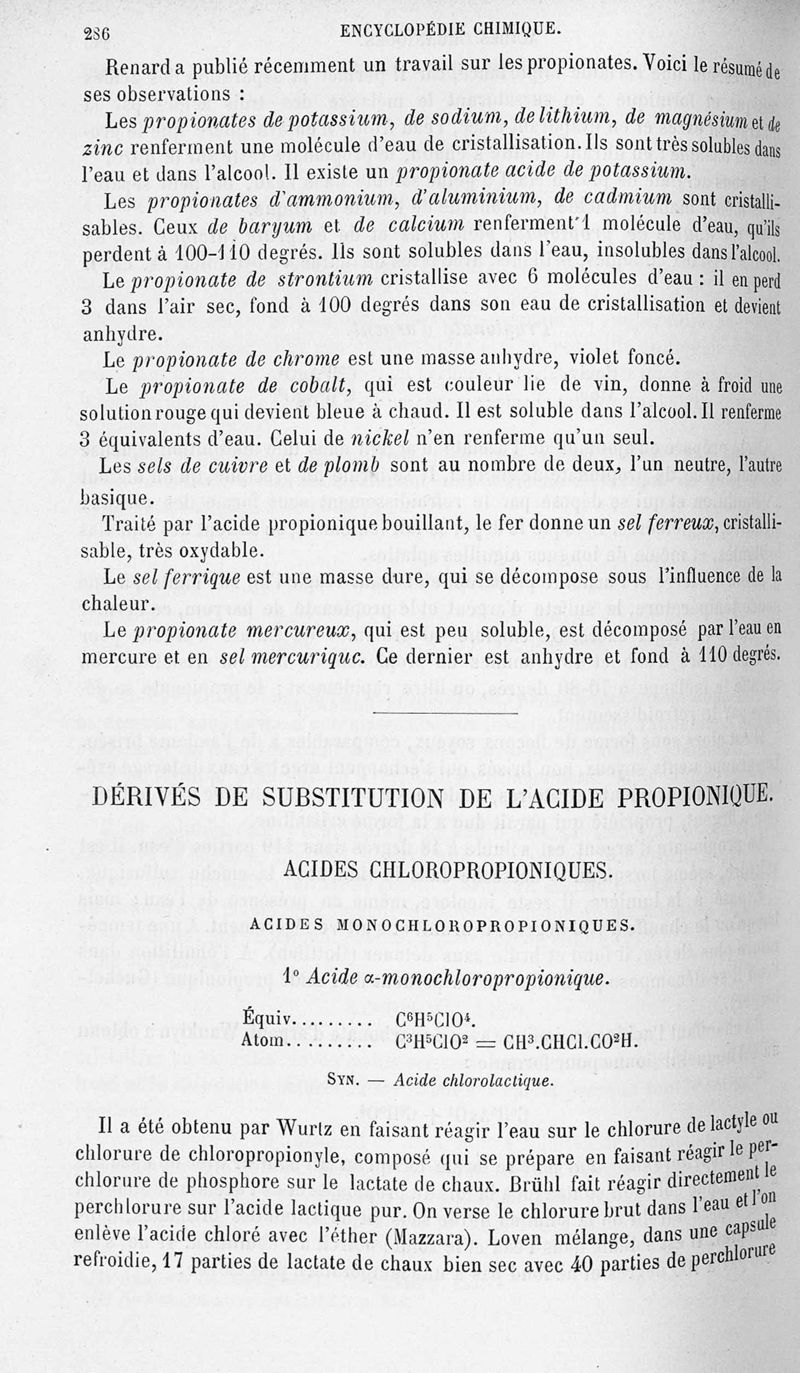 286 ENCYCLOPÉDIE CHIMIQUE.
Renard a publié récemment un travail sur les propionates. Voici le résumé de
ses observations :
Les propionates de potassium, de sodium, de lithium, de magnésium et de
zinc renferment une molécule d'eau de cristallisation. Ils sont très solubles dans
l'eau et dans l'alcool. Il existe un propionate acide de potassium.
Les propionates d'ammonium, d'aluminium, de cadmium sont cristalli-
sables. Ceux de baryum et de calcium renferment 1 molécule d'eau, qu'ils
perdent à 100-110 degrés. Ils sont solubles dans l'eau, insolubles dans l'alcool.
Le propionate de strontium cristallise avec 6 molécules d'eau : il en perd
3 dans l'air sec, fond à 100 degrés dans son eau de cristallisation et devient
anhydre.
Le propionate de chrome est une masse anhydre, violet foncé.
Le propionate de cobalt, qui est couleur lie de vin, donne à froid une
solution rouge qui devient bleue à chaud. Il est soluble dans l'alcool. Il renferme
3 équivalents d'eau. Celui de nickel n'en renferme qu'un seul.
Les sels de cuivre et de plomb sont au nombre de deux, l'un neutre, l'autre
basique.
Traité par l'acide propionique bouillant, le fer donne un sel ferreux, cristalli-
sable, très oxydable.
Le sel ferrique est une masse dure, qui se décompose sous l'influence de la
chaleur.
Le propionate mercureux, qui est peu soluble, est décomposé par l'eau en
mercure et en sel mercurique. Ce dernier est anhydre et fond à 110 degrés.
DÉRIVÉS DE SUBSTITUTION DE L'ACIDE PROPIONIQUE.
ACIDES CHLOROPROPIONIQUES.
ACIDES MONOCHLOROPROPIONIQUES.
1° Acide α-monochloropropionique.
Équiv......... C⁶H⁵ClO⁴.
Atom......... C³H⁵ClO² = CH³.CHCl.CO²H.
SYN. — Acide chlorolactique.
Il a été obtenu par Wurtz en faisant réagir l'eau sur le chlorure de lactyle ou
chlorure de chloropropionyle, composé qui se prépare en faisant réagir le per-
chlorure de phosphore sur le lactate de chaux. Brühl fait réagir directement le
perchlorure sur l'acide lactique pur. On verse le chlorure brut dans l'eau et l'on
enlève l'acide chloré avec l'éther (Mazzara). Loven mélange, dans une capsule
refroidie, 17 parties de lactate de chaux bien sec avec 40 parties de perchlorure